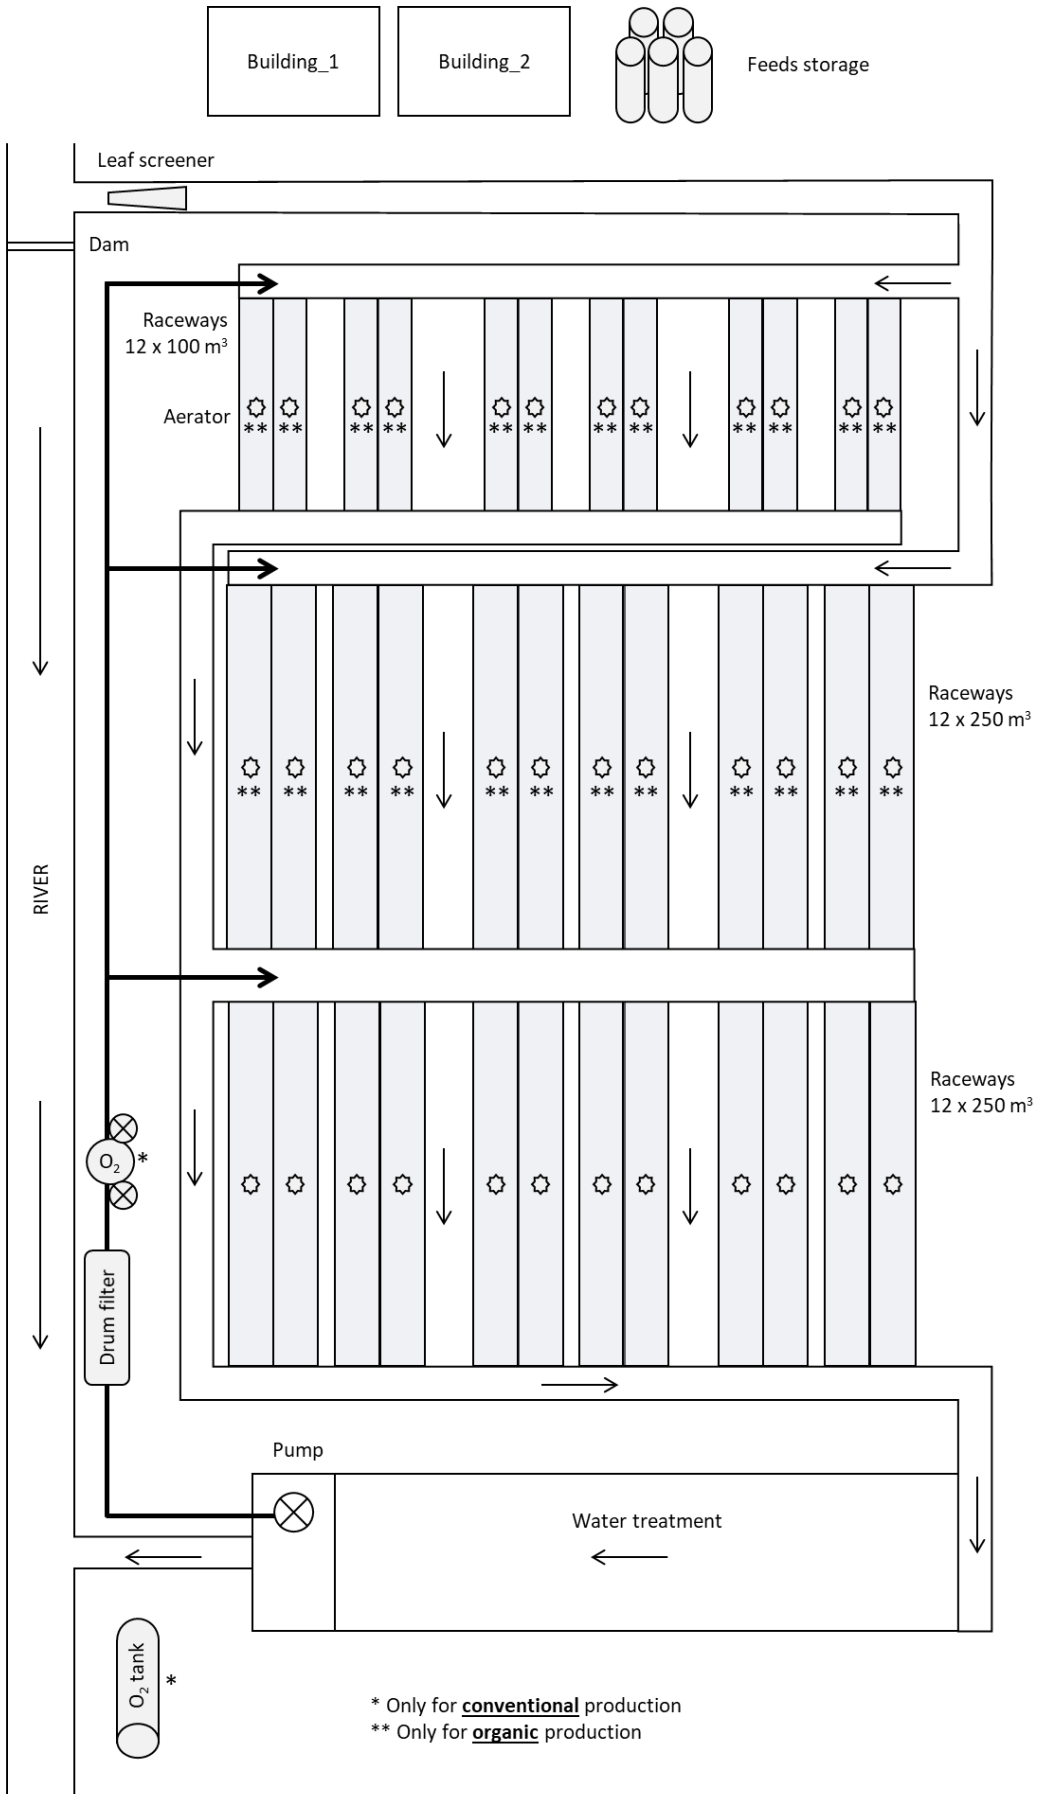 Building_1
Building_2
Feeds storage
Leaf screener
Dam
Raceways
12 x 100 m³
Aerator
** ** ** ** ** ** ** ** ** ** ** **
Raceways
12 x 250 m³
** ** ** ** ** ** ** ** ** ** ** **
RIVER
Raceways
12 x 250 m³
O₂ *
Drum filter
Pump
Water treatment
O₂ tank *
* Only for conventional production
** Only for organic production